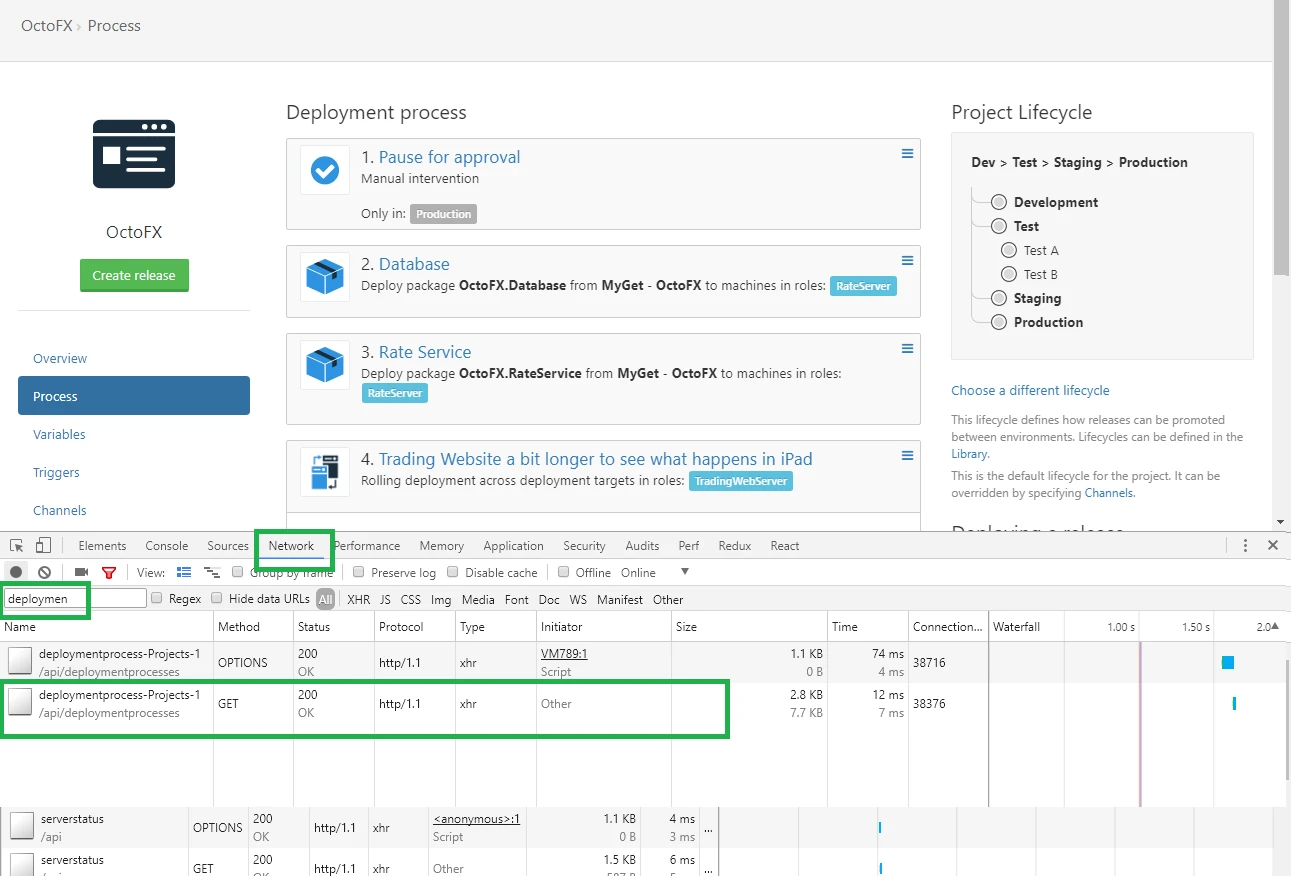 OctoFX › Process
OctoFX
Create release
Overview
Process
Variables
Triggers
Channels
Deployment process
1. Pause for approval
Manual intervention
Only in: Production
2. Database
Deploy package OctoFX.Database from MyGet - OctoFX to machines in roles: RateServer
3. Rate Service
Deploy package OctoFX.RateService from MyGet - OctoFX to machines in roles:
RateServer
4. Trading Website a bit longer to see what happens in iPad
Rolling deployment across deployment targets in roles: TradingWebServer
Project Lifecycle
Dev > Test > Staging > Production
Development
Test
Test A
Test B
Staging
Production
Choose a different lifecycle
This lifecycle defines how releases can be promoted
between environments. Lifecycles can be defined in the
Library.
This is the default lifecycle for the project. It can be
overridden by specifying Channels.
Deploying a release
Elements Console Sources Network Performance Memory Application Security Audits Perf Redux React
View: Group by frame Preserve log Disable cache Offline Online
deploymen Regex Hide data URLs All XHR JS CSS Img Media Font Doc WS Manifest Other
Name Method Status Protocol Type Initiator Size Time Connection... Waterfall 1.00 s 1.50 s 2.0
deploymentprocess-Projects-1 OPTIONS 200 http/1.1 xhr VM789:1 1.1 KB 74 ms 38716
/api/deploymentprocesses OK Script 0 B 4 ms
deploymentprocess-Projects-1 GET 200 http/1.1 xhr Other 2.8 KB 12 ms 38376
/api/deploymentprocesses OK 7.7 KB 7 ms
serverstatus OPTIONS 200 http/1.1 xhr <anonymous>:1 1.1 KB 4 ms ...
/api OK Script 0 B 3 ms
serverstatus GET 200 http/1.1 xhr Other 1.5 KB 6 ms ...